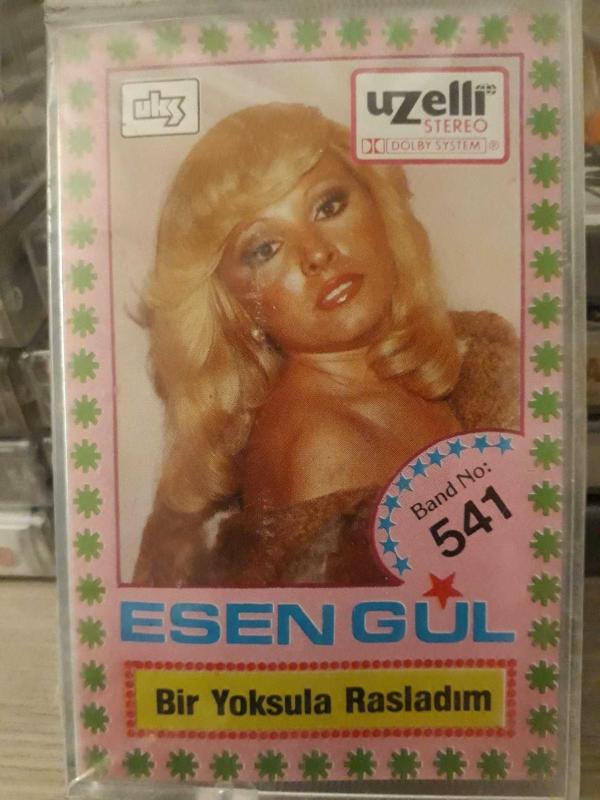 uks
uzelli
STEREO
DOLBY SYSTEM ®
Band No:
541
ESEN GÜL
Bir Yoksula Rasladım